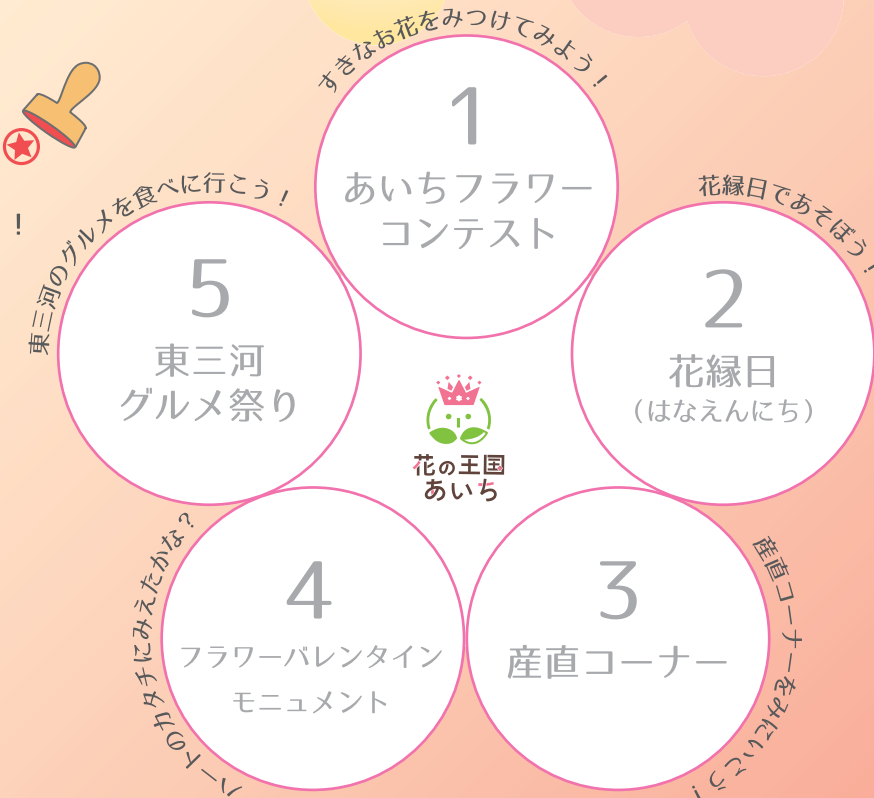 すきなお花をみつけてみよう！
1
あいちフラワー
コンテスト
花縁日であそぼう！
2
花縁日
（はなえんにち）
産直コーナーをみにいこう！
3
産直コーナー
ハートのカタチにみえたかな？
4
フラワーバレンタイン
モニュメント
東三河のグルメを食べに行こう！
5
東三河
グルメ祭り
！
花の王国
あいち